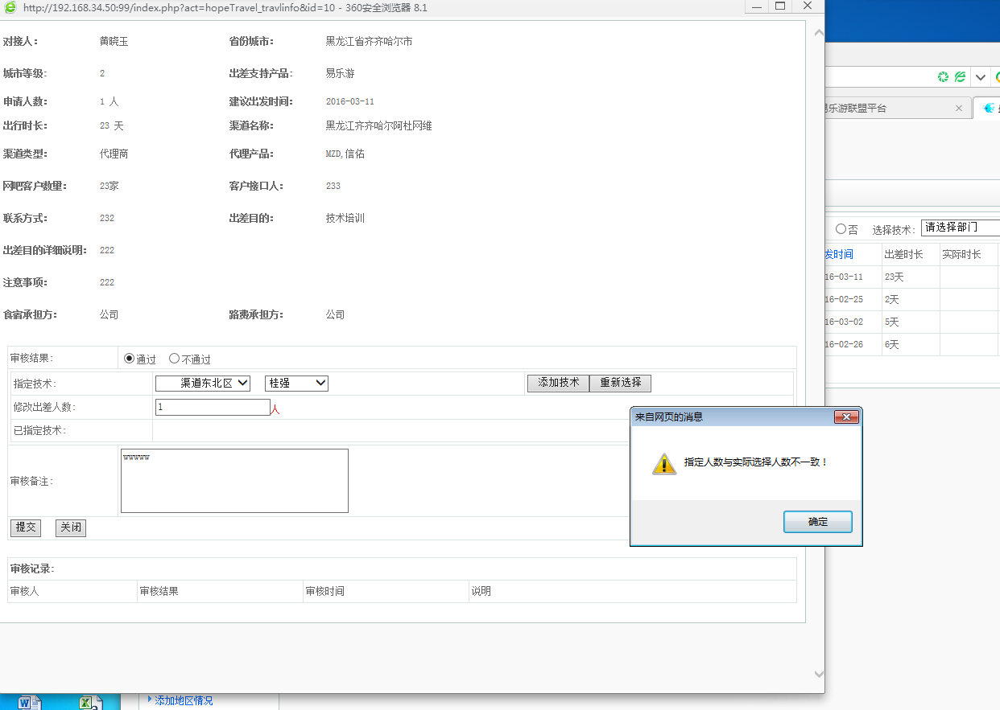 http://192.168.34.50:99/index.php?act=hopeTravel_travlinfo&id=10 - 360安全浏览器 8.1
对接人: 黄晓玉 省份城市: 黑龙江省齐齐哈尔市
城市等级: 2 出差支持产品: 易乐游
申请人数: 1 人 建议出发时间: 2016-03-11
出行时长: 23 天 渠道名称: 黑龙江齐齐哈尔阿杜网维
渠道类型: 代理商 代理产品: MZD,信佑
网吧客户数量: 23家 客户接口人: 233
联系方式: 232 出差目的: 技术培训
出差目的详细说明: 222
注意事项: 222
食宿承担方: 公司 路费承担方: 公司
审核结果: 通过 不通过
指定技术: 渠道东北区 桂强 添加技术 重新选择
修改出差人数: 1 人
已指定技术:
审核备注: wwwww
提交 关闭
审核记录:
审核人 审核结果 审核时间 说明
来自网页的消息
指定人数与实际选择人数不一致！
确定
易乐游联盟平台
否 选择技术: 请选择部门
发时间 出差时长 实际时长
16-03-11 23天
16-02-25 2天
16-03-02 5天
16-02-26 6天
添加地区情况